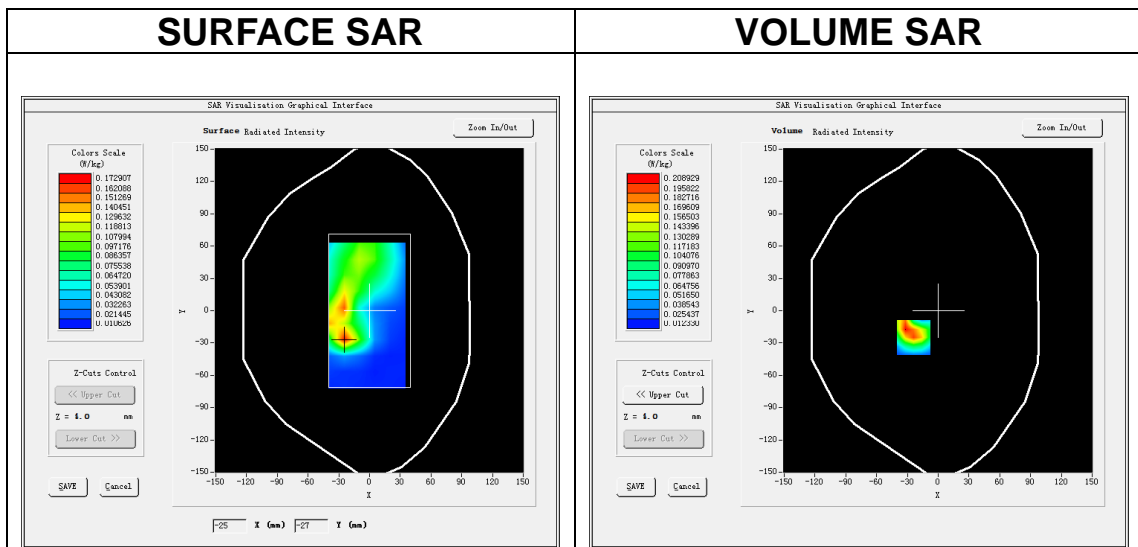 SURFACE SAR
VOLUME SAR
SAR Visualisation Graphical Interface
Surface Radiated Intensity
Zoom In/Out
Colors Scale
(W/kg)
0.172907
0.162088
0.151269
0.140451
0.129632
0.118813
0.107994
0.097176
0.086357
0.075538
0.064720
0.053901
0.043082
0.032263
0.021445
0.010626
Z-Cuts Control
<< Upper Cut
Z = 4.0 mm
Lower Cut >>
SAVE Cancel
150
120
90
60
30
0
-30
-60
-90
-120
-150
Y
-150 -120 -90 -60 -30 0 30 60 90 120 150
X
-25 X (mm) -27 Y (mm)
SAR Visualisation Graphical Interface
Volume Radiated Intensity
Zoom In/Out
Colors Scale
(W/kg)
0.208929
0.195822
0.182716
0.169609
0.156503
0.143396
0.130289
0.117183
0.104076
0.090970
0.077863
0.064756
0.051650
0.038543
0.025437
0.012330
Z-Cuts Control
<< Upper Cut
Z = 4.0 mm
Lower Cut >>
SAVE Cancel
150
120
90
60
30
0
-30
-60
-90
-120
-150
Y
-150 -120 -90 -60 -30 0 30 60 90 120 150
X